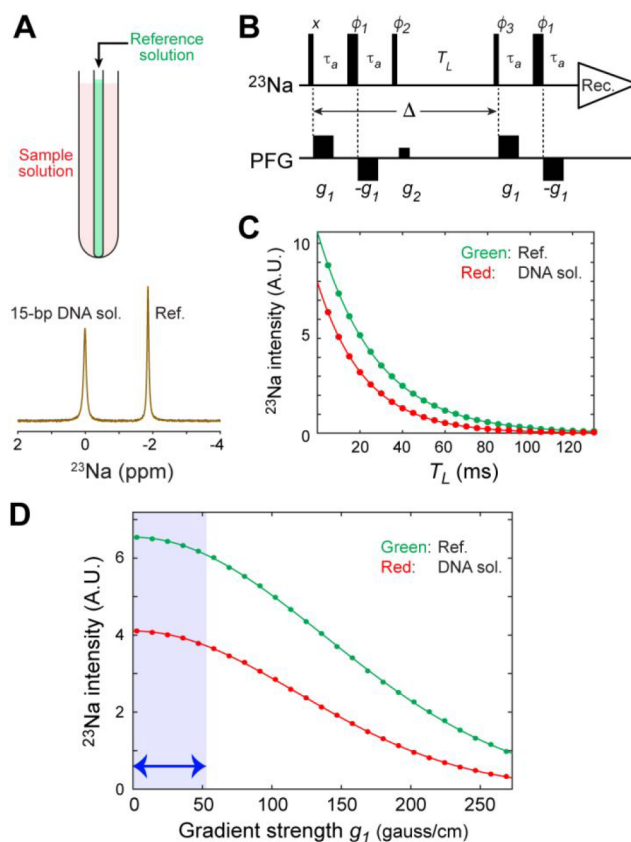 A
Reference
solution
Sample
solution
15-bp DNA sol.
Ref.
2 0 -2 -4
²³Na (ppm)
B
x ϕ₁ ϕ₂ ϕ₃ ϕ₁
τₐ τₐ T_L τₐ τₐ
²³Na
Rec.
Δ
PFG
g₁ -g₁ g₂ g₁ -g₁
C
²³Na intensity (A.U.)
10
5
0
Green: Ref.
Red: DNA sol.
0 20 40 60 80 100 120
T_L (ms)
D
²³Na intensity (A.U.)
6
4
2
0
Green: Ref.
Red: DNA sol.
0 50 100 150 200 250
Gradient strength g₁ (gauss/cm)